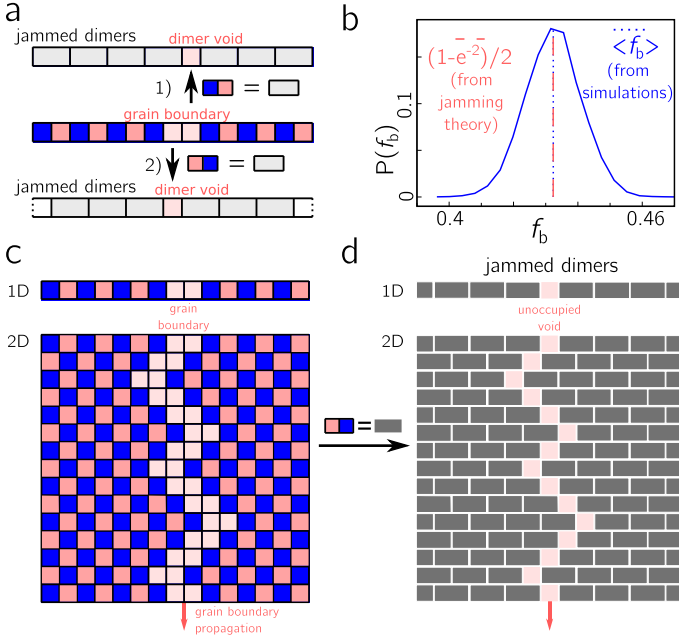 a
jammed dimers
dimer void
1)
=
grain boundary
2)
=
jammed dimers
dimer void
b
P(f_b)
0.1
0
(1-e^-2)/2
(from
jamming
theory)
<f_b>
(from
simulations)
0.4
f_b
0.46
c
1D
grain
boundary
2D
grain boundary
propagation
=
d
jammed dimers
1D
unoccupied
void
2D